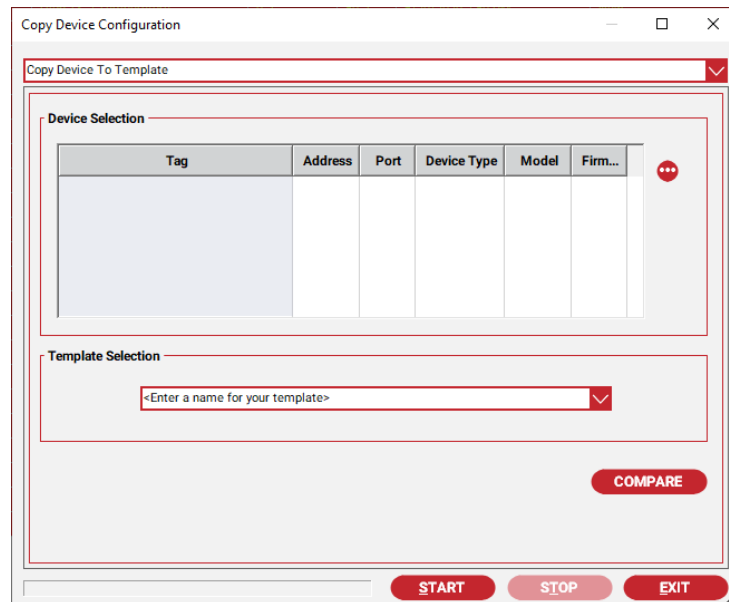 Copy Device Configuration
Copy Device To Template
Device Selection
Tag Address Port Device Type Model Firm...
Template Selection
<Enter a name for your template>
COMPARE
START STOP EXIT